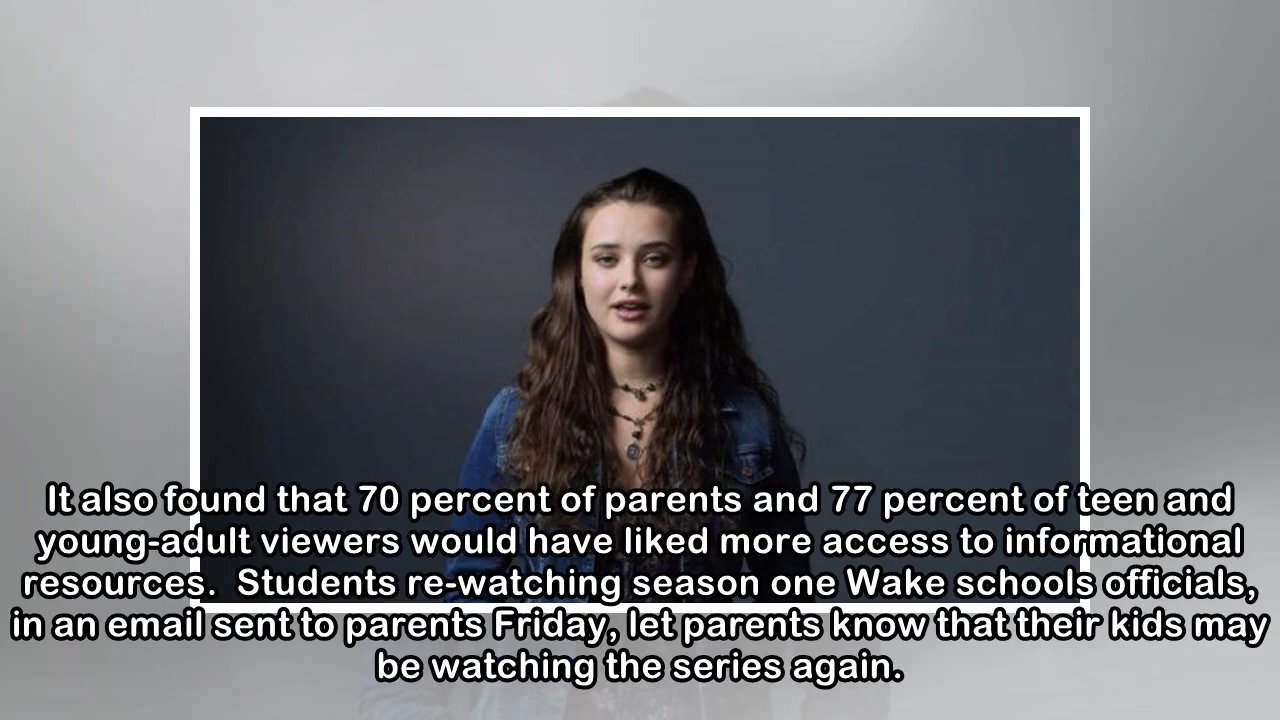 It also found that 70 percent of parents and 77 percent of teen and
young-adult viewers would have liked more access to informational
resources.  Students re-watching season one Wake schools officials,
in an email sent to parents Friday, let parents know that their kids may
be watching the series again.